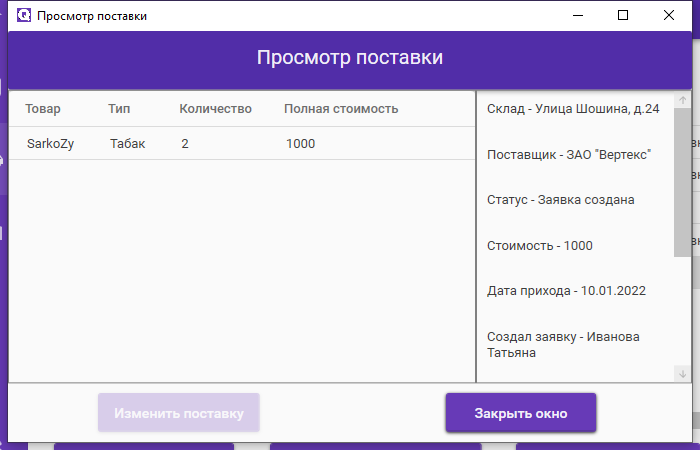 Просмотр поставки
Просмотр поставки
Товар Тип Количество Полная стоимость
SarkoZy Табак 2 1000
Склад - Улица Шошина, д.24
Поставщик - ЗАО "Вертекс"
Статус - Заявка создана
Стоимость - 1000
Дата прихода - 10.01.2022
Создал заявку - Иванова
Татьяна
Изменить поставку Закрыть окно